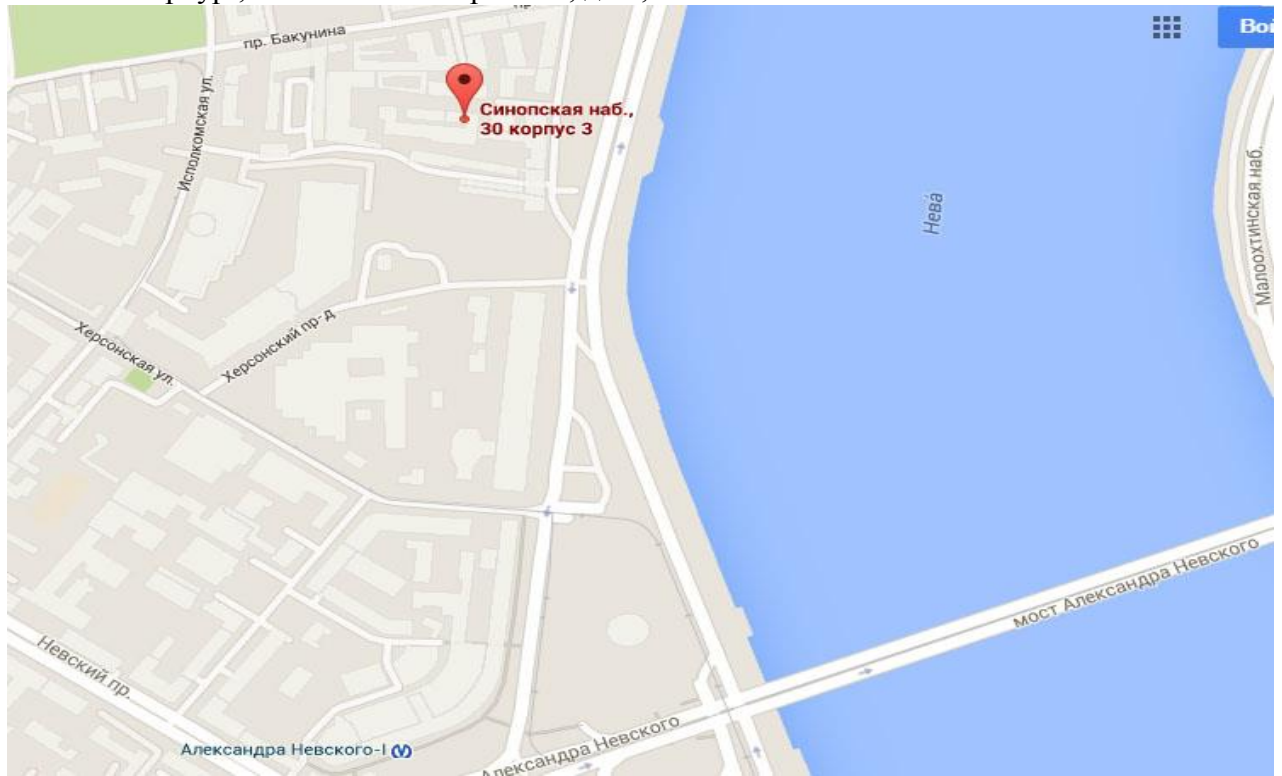 пр. Бакунина
Вой
Синопская наб.,
30 корпус 3
Исполкомская ул.
Нева́
Малоохтинская наб.
Херсонская ул.
Херсонский пр-д
мост Александра Невского
Невский пр.
Александра Невского-I
Александра Невского